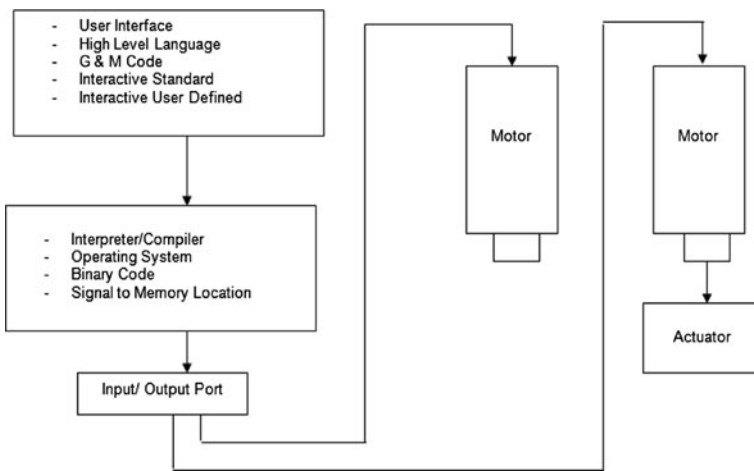 - User Interface
- High Level Language
- G & M Code
- Interactive Standard
- Interactive User Defined
- Interpreter/Compiler
- Operating System
- Binary Code
- Signal to Memory Location
Input/ Output Port
Motor
Motor
Actuator